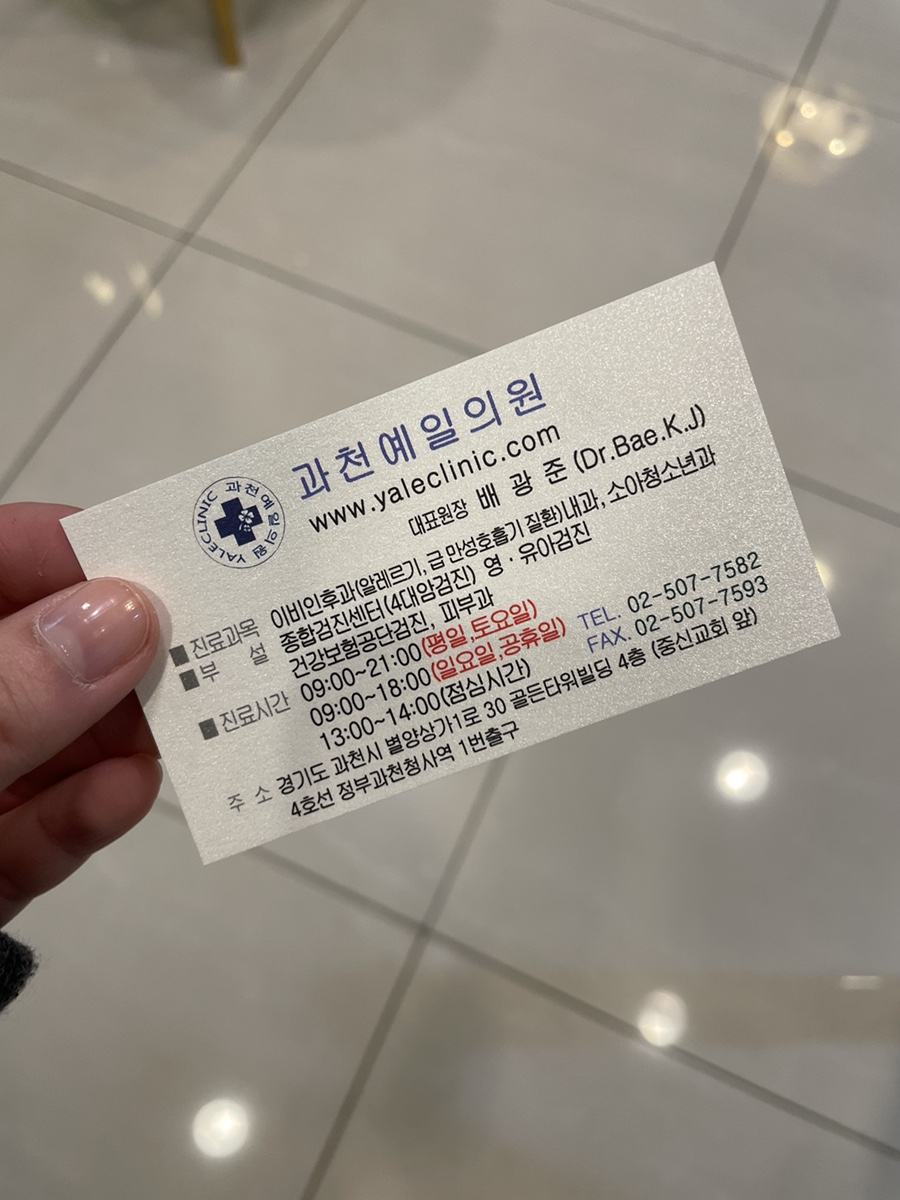 과천예일의원
YALECLINIC 과천예일의원
www.yaleclinic.com
대표원장 배 광 준 (Dr.Bae.K.J)
■ 진료과목 이비인후과(알레르기, 급 만성호흡기 질환)내과, 소아청소년과
■ 부 설 종합검진센터(4대암검진) 영·유아검진
건강보험공단검진, 피부과
■ 진료시간 09:00~21:00(평일,토요일)
09:00~18:00(일요일,공휴일)
13:00~14:00(점심시간)
TEL. 02-507-7582
FAX. 02-507-7593
주 소 경기도 과천시 별양상가1로 30 골든타워빌딩 4층 (중신교회 앞)
4호선 정부과천청사역 1번출구